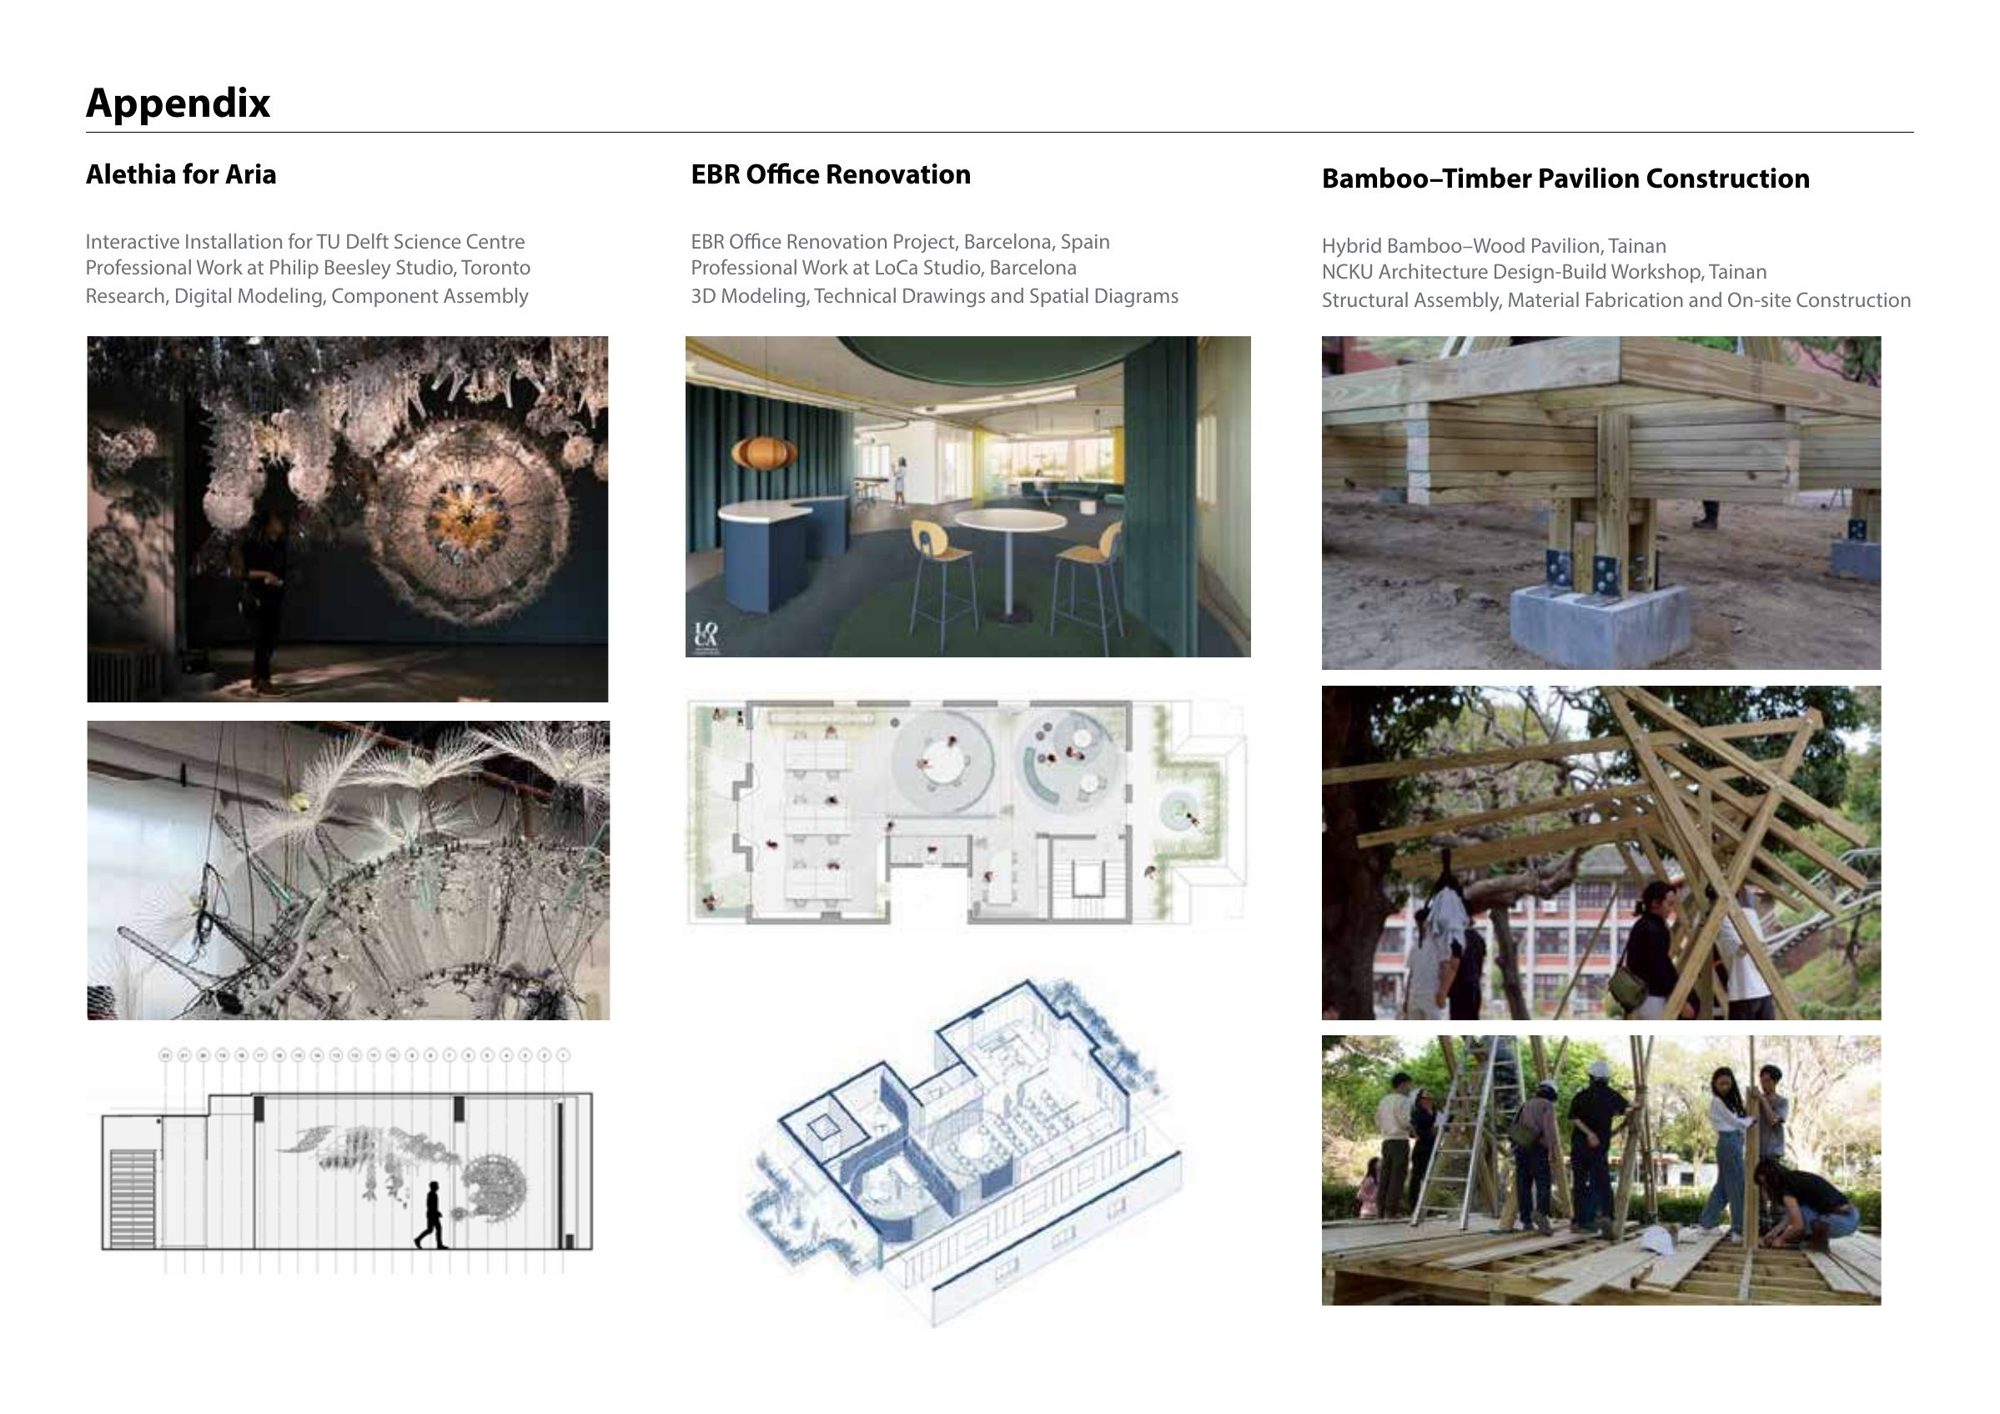 Appendix
Alethia for Aria
Interactive Installation for TU Delft Science Centre
Professional Work at Philip Beesley Studio, Toronto
Research, Digital Modeling, Component Assembly
EBR Office Renovation
EBR Office Renovation Project, Barcelona, Spain
Professional Work at LoCa Studio, Barcelona
3D Modeling, Technical Drawings and Spatial Diagrams
LO
CA
Bamboo–Timber Pavilion Construction
Hybrid Bamboo–Wood Pavilion, Tainan
NCKU Architecture Design-Build Workshop, Tainan
Structural Assembly, Material Fabrication and On-site Construction